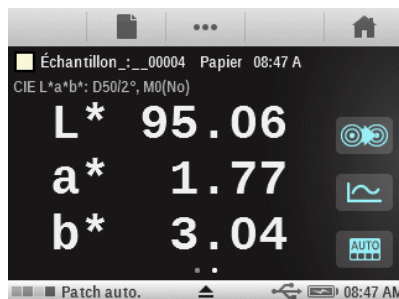 Échantillon_:__00004 Papier 08:47 A
CIE L*a*b*: D50/2°, M0(No)
L* 95.06
a* 1.77
b* 3.04
AUTO
Patch auto. 08:47 AM